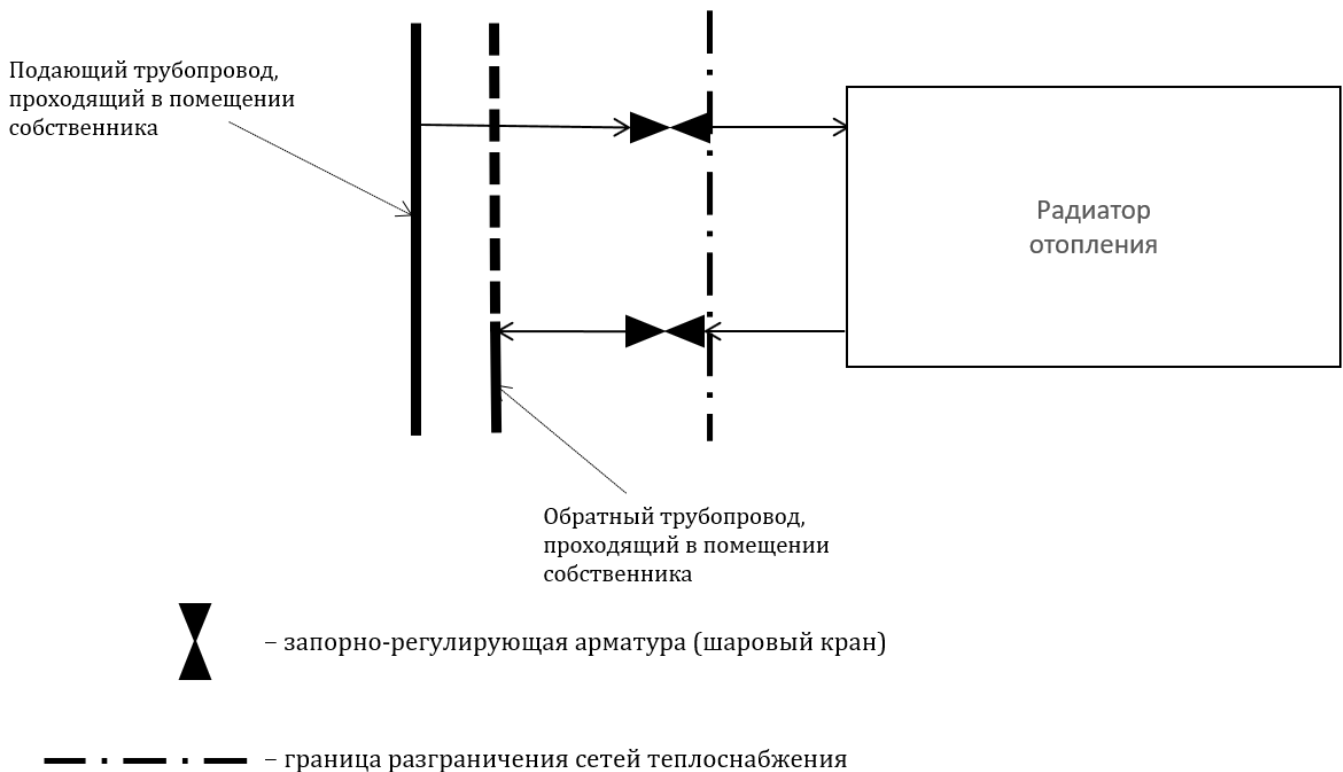 Подающий трубопровод,
проходящий в помещении
собственника
Радиатор
отопления
Обратный трубопровод,
проходящий в помещении
собственника
– запорно-регулирующая арматура (шаровый кран)
– граница разграничения сетей теплоснабжения